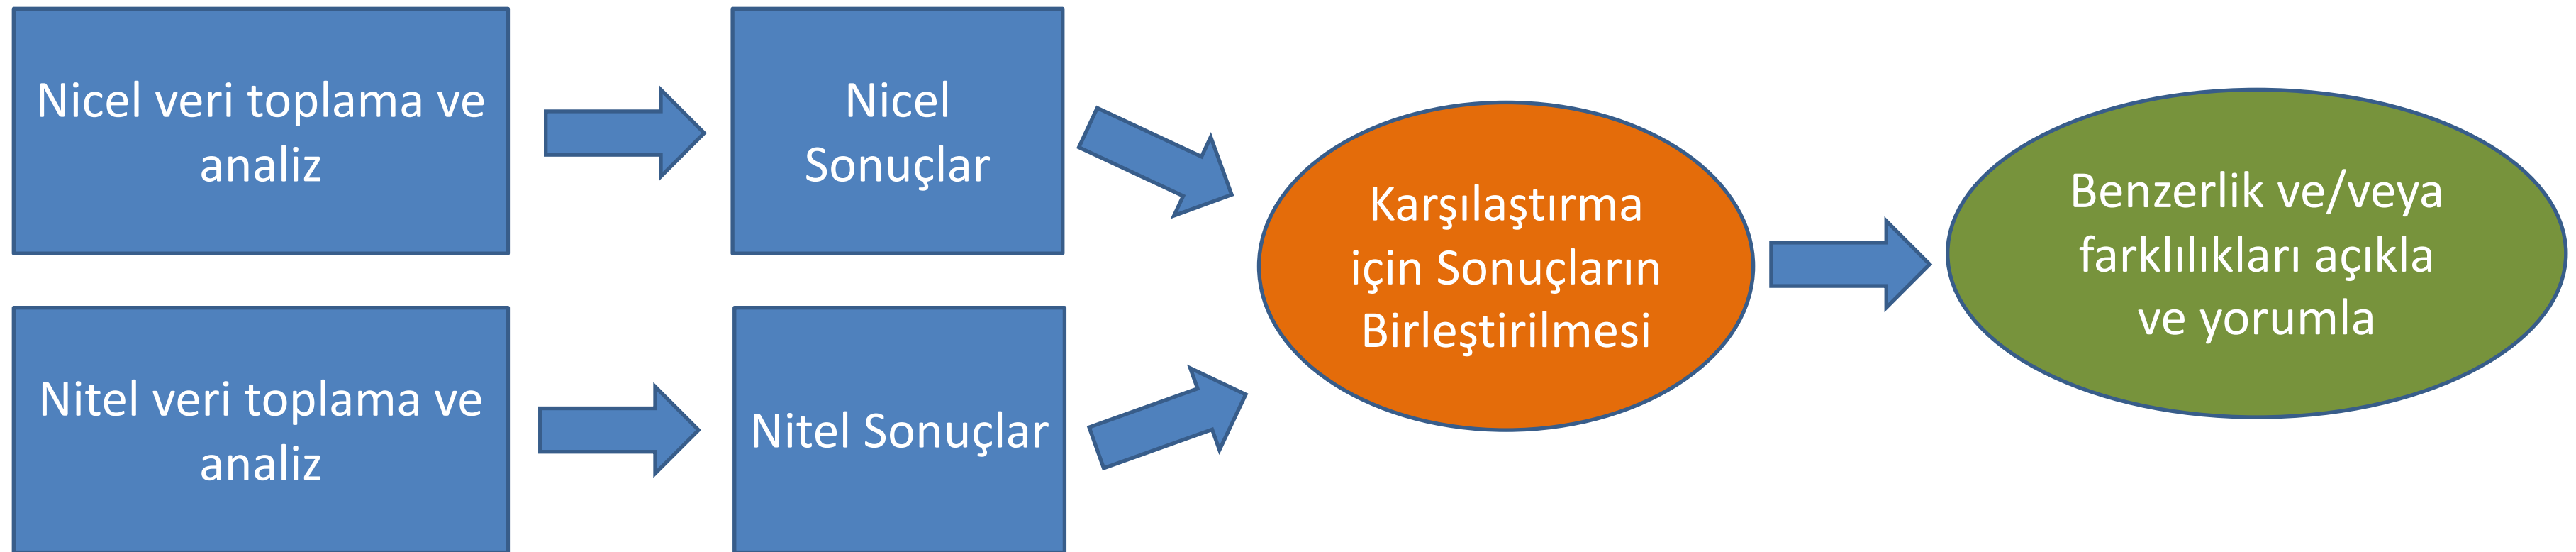 Nicel veri toplama ve
analiz
Nicel
Sonuçlar
Nitel veri toplama ve
analiz
Nitel Sonuçlar
Karşılaştırma
için Sonuçların
Birleştirilmesi
Benzerlik ve/veya
farklılıkları açıkla
ve yorumla